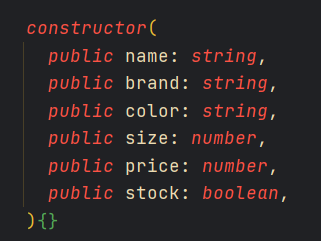 constructor(
public name: string,
public brand: string,
public color: string,
public size: number,
public price: number,
public stock: boolean,
){}